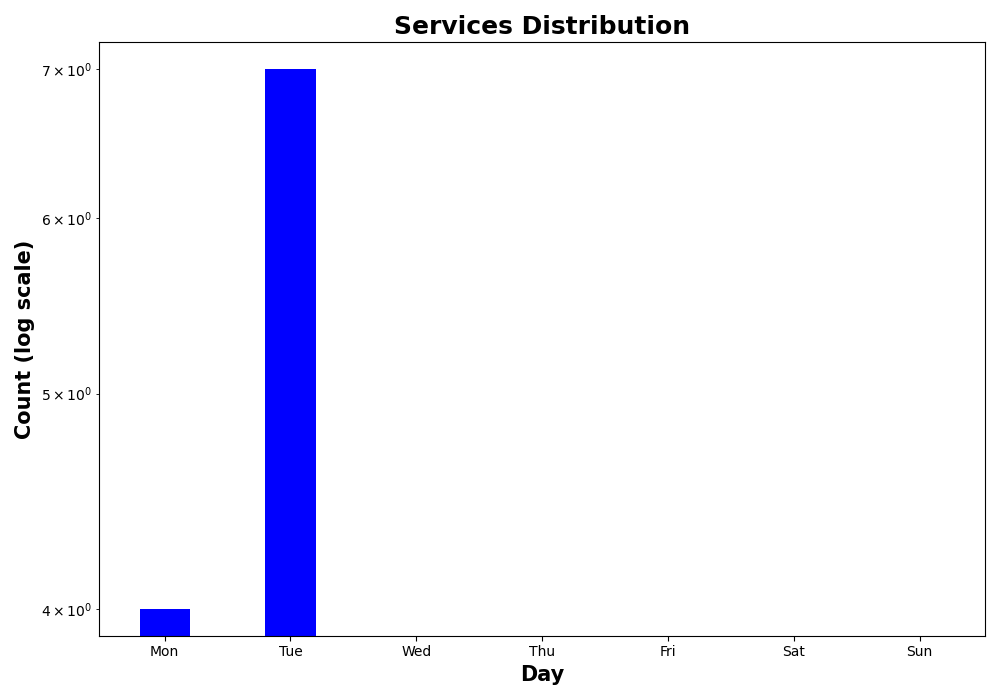 Services Distribution
Count (log scale)
7 × 10⁰
6 × 10⁰
5 × 10⁰
4 × 10⁰
Mon Tue Wed Thu Fri Sat Sun
Day